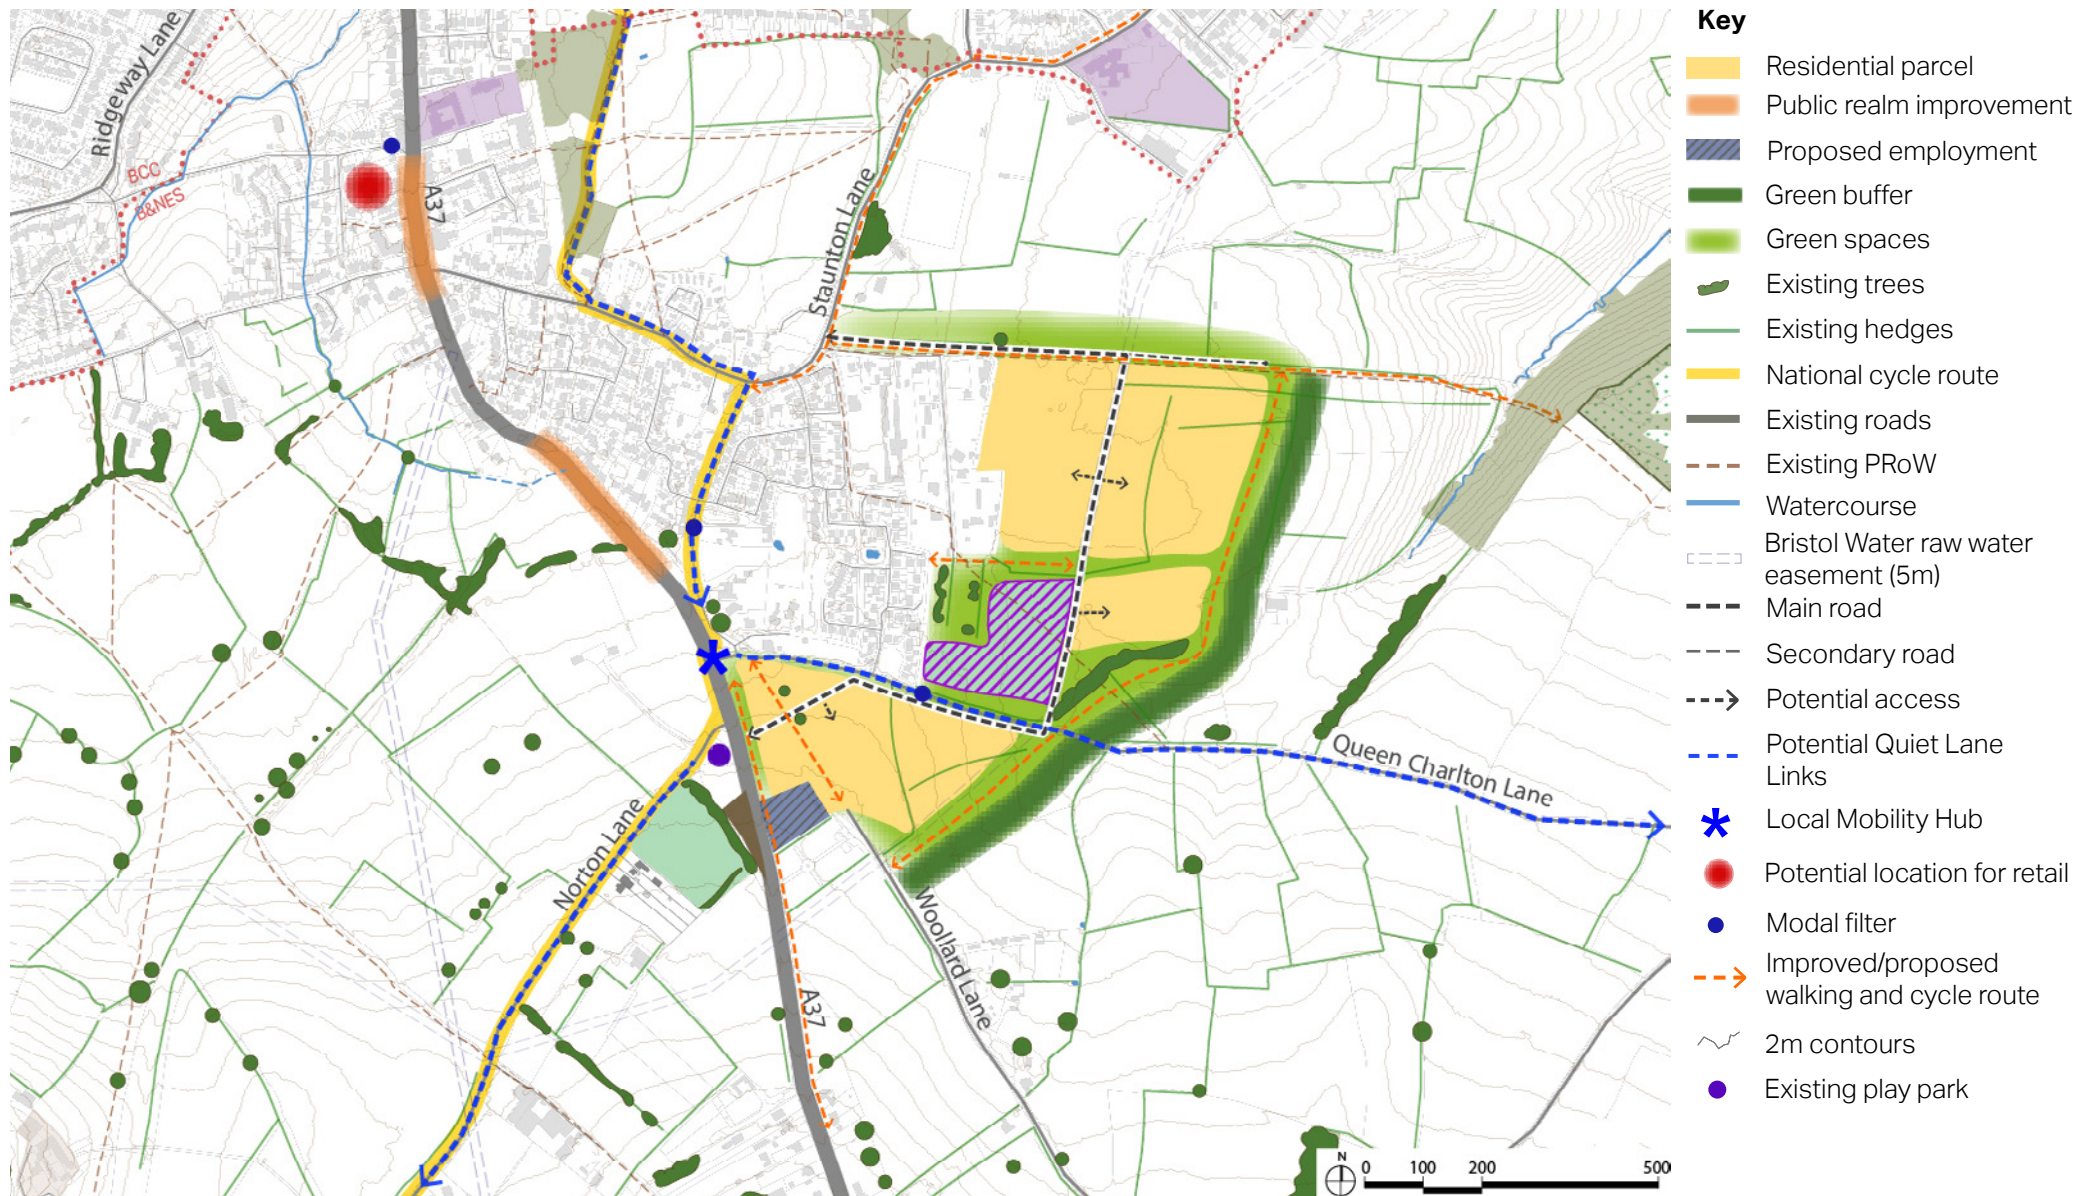 Ridgeway Lane
BCC
B&NES
A37
Staunton Lane
Queen Charlton Lane
Norton Lane
Woollard Lane
A37
N
0 100 200 500
Key
Residential parcel
Public realm improvement
Proposed employment
Green buffer
Green spaces
Existing trees
Existing hedges
National cycle route
Existing roads
Existing PRoW
Watercourse
Bristol Water raw water
easement (5m)
Main road
Secondary road
Potential access
Potential Quiet Lane
Links
Local Mobility Hub
Potential location for retail
Modal filter
Improved/proposed
walking and cycle route
2m contours
Existing play park